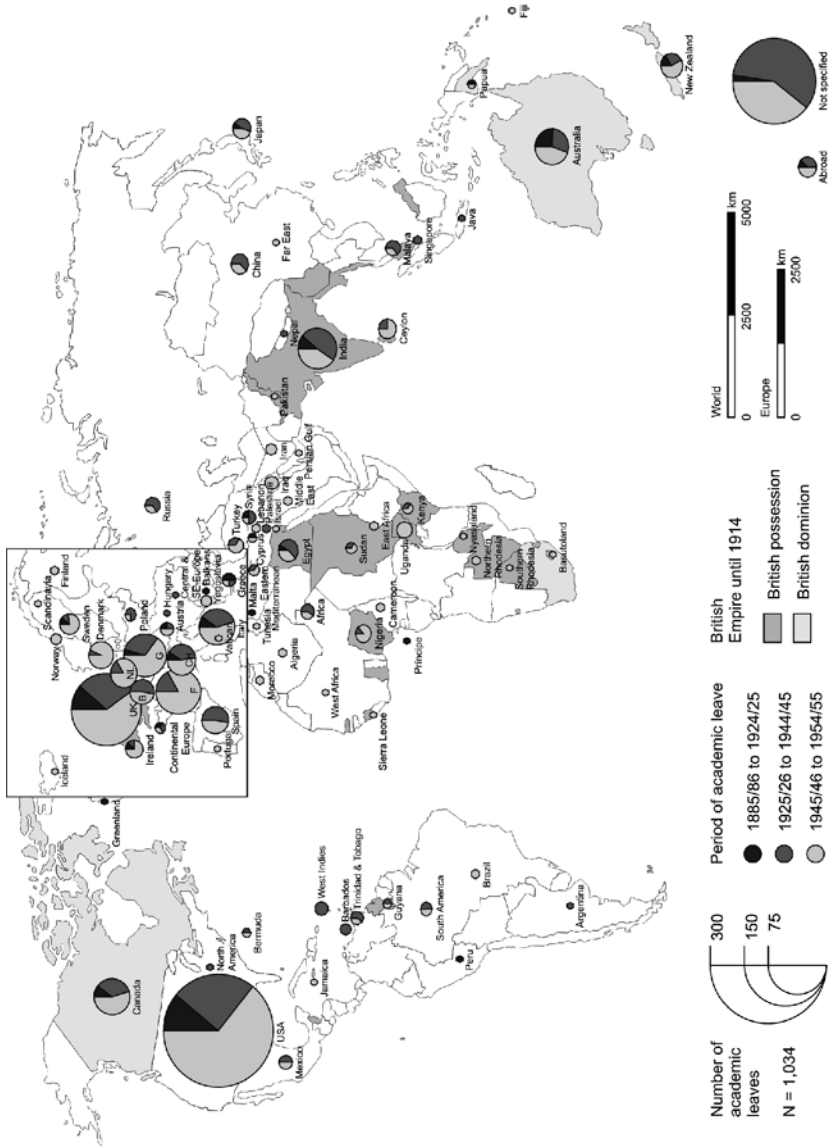 Greenland
Iceland
Norway
Scandinavia
Finland
Sweden
Denmark
Ireland
UK
NL
B
G
Poland
Continental
Europe
F
CH
Austria
Hungary
Central &
SE-Europe
Balkans
Yugoslavia
Portugal
Spain
Vatican
Italy
Greece
Russia
Canada
North
America
USA
Bermuda
Mexico
Jamaica
West Indies
Barbados
Trinidad & Tobago
Guyana
South America
Brazil
Peru
Argentina
Morocco
Algeria
Tunisia
Malta
Eastern
Mediterranean
Cyprus
Turkey
Syria
Lebanon
Palestine
Israel
Iraq
Middle
East
Iran
Persian Gulf
Egypt
Africa
West Africa
Sierra Leone
Nigeria
Cameroon
Principe
Sudan
East Africa
Uganda
Kenya
Nyasaland
Northern
Rhodesia
Southern
Rhodesia
Basutoland
Pakistan
Nepal
India
Ceylon
China
Far East
Japan
Malaya
Singapore
Java
Papua
Australia
Fiji
New Zealand
Number of
academic
leaves
N = 1,034
300
150
75
Period of academic leave
1885/86 to 1924/25
1925/26 to 1944/45
1945/46 to 1954/55
British
Empire until 1914
British possession
British dominion
World
0
2500
5000
km
Europe
0
2500
km
Abroad
Not specified